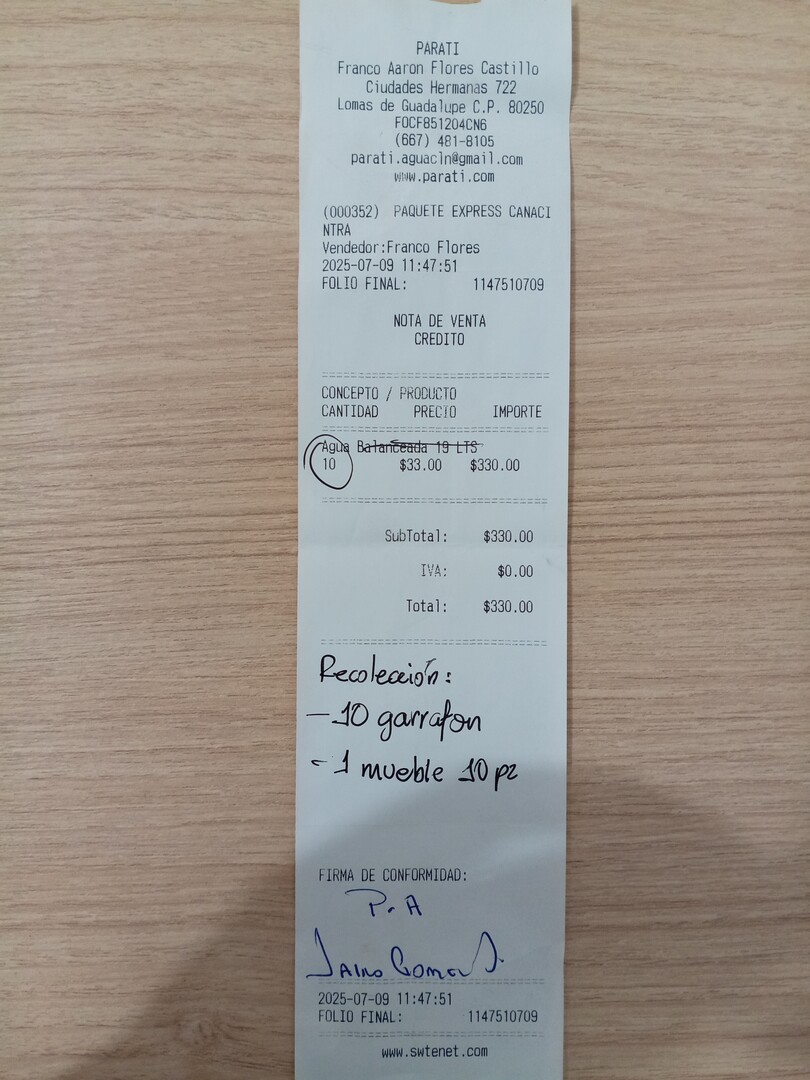 PARATI
Franco Aaron Flores Castillo
Ciudades Hermanas 722
Lomas de Guadalupe C.P. 80250
FOCF851204CN6
(667) 481-8105
parati.aguacln@gmail.com
www.parati.com
(000352) PAQUETE EXPRESS CANACI
NTRA
Vendedor:Franco Flores
2025-07-09 11:47:51
FOLIO FINAL: 1147510709
NOTA DE VENTA
CREDITO
CONCEPTO / PRODUCTO
CANTIDAD PRECIO IMPORTE
Agua Balanceada 19 LTS
10 $33.00 $330.00
SubTotal: $330.00
IVA: $0.00
Total: $330.00
Recolección:
- 10 garrafon
- 1 mueble 10 pz
FIRMA DE CONFORMIDAD:
P. A
2025-07-09 11:47:51
FOLIO FINAL: 1147510709
www.swtenet.com